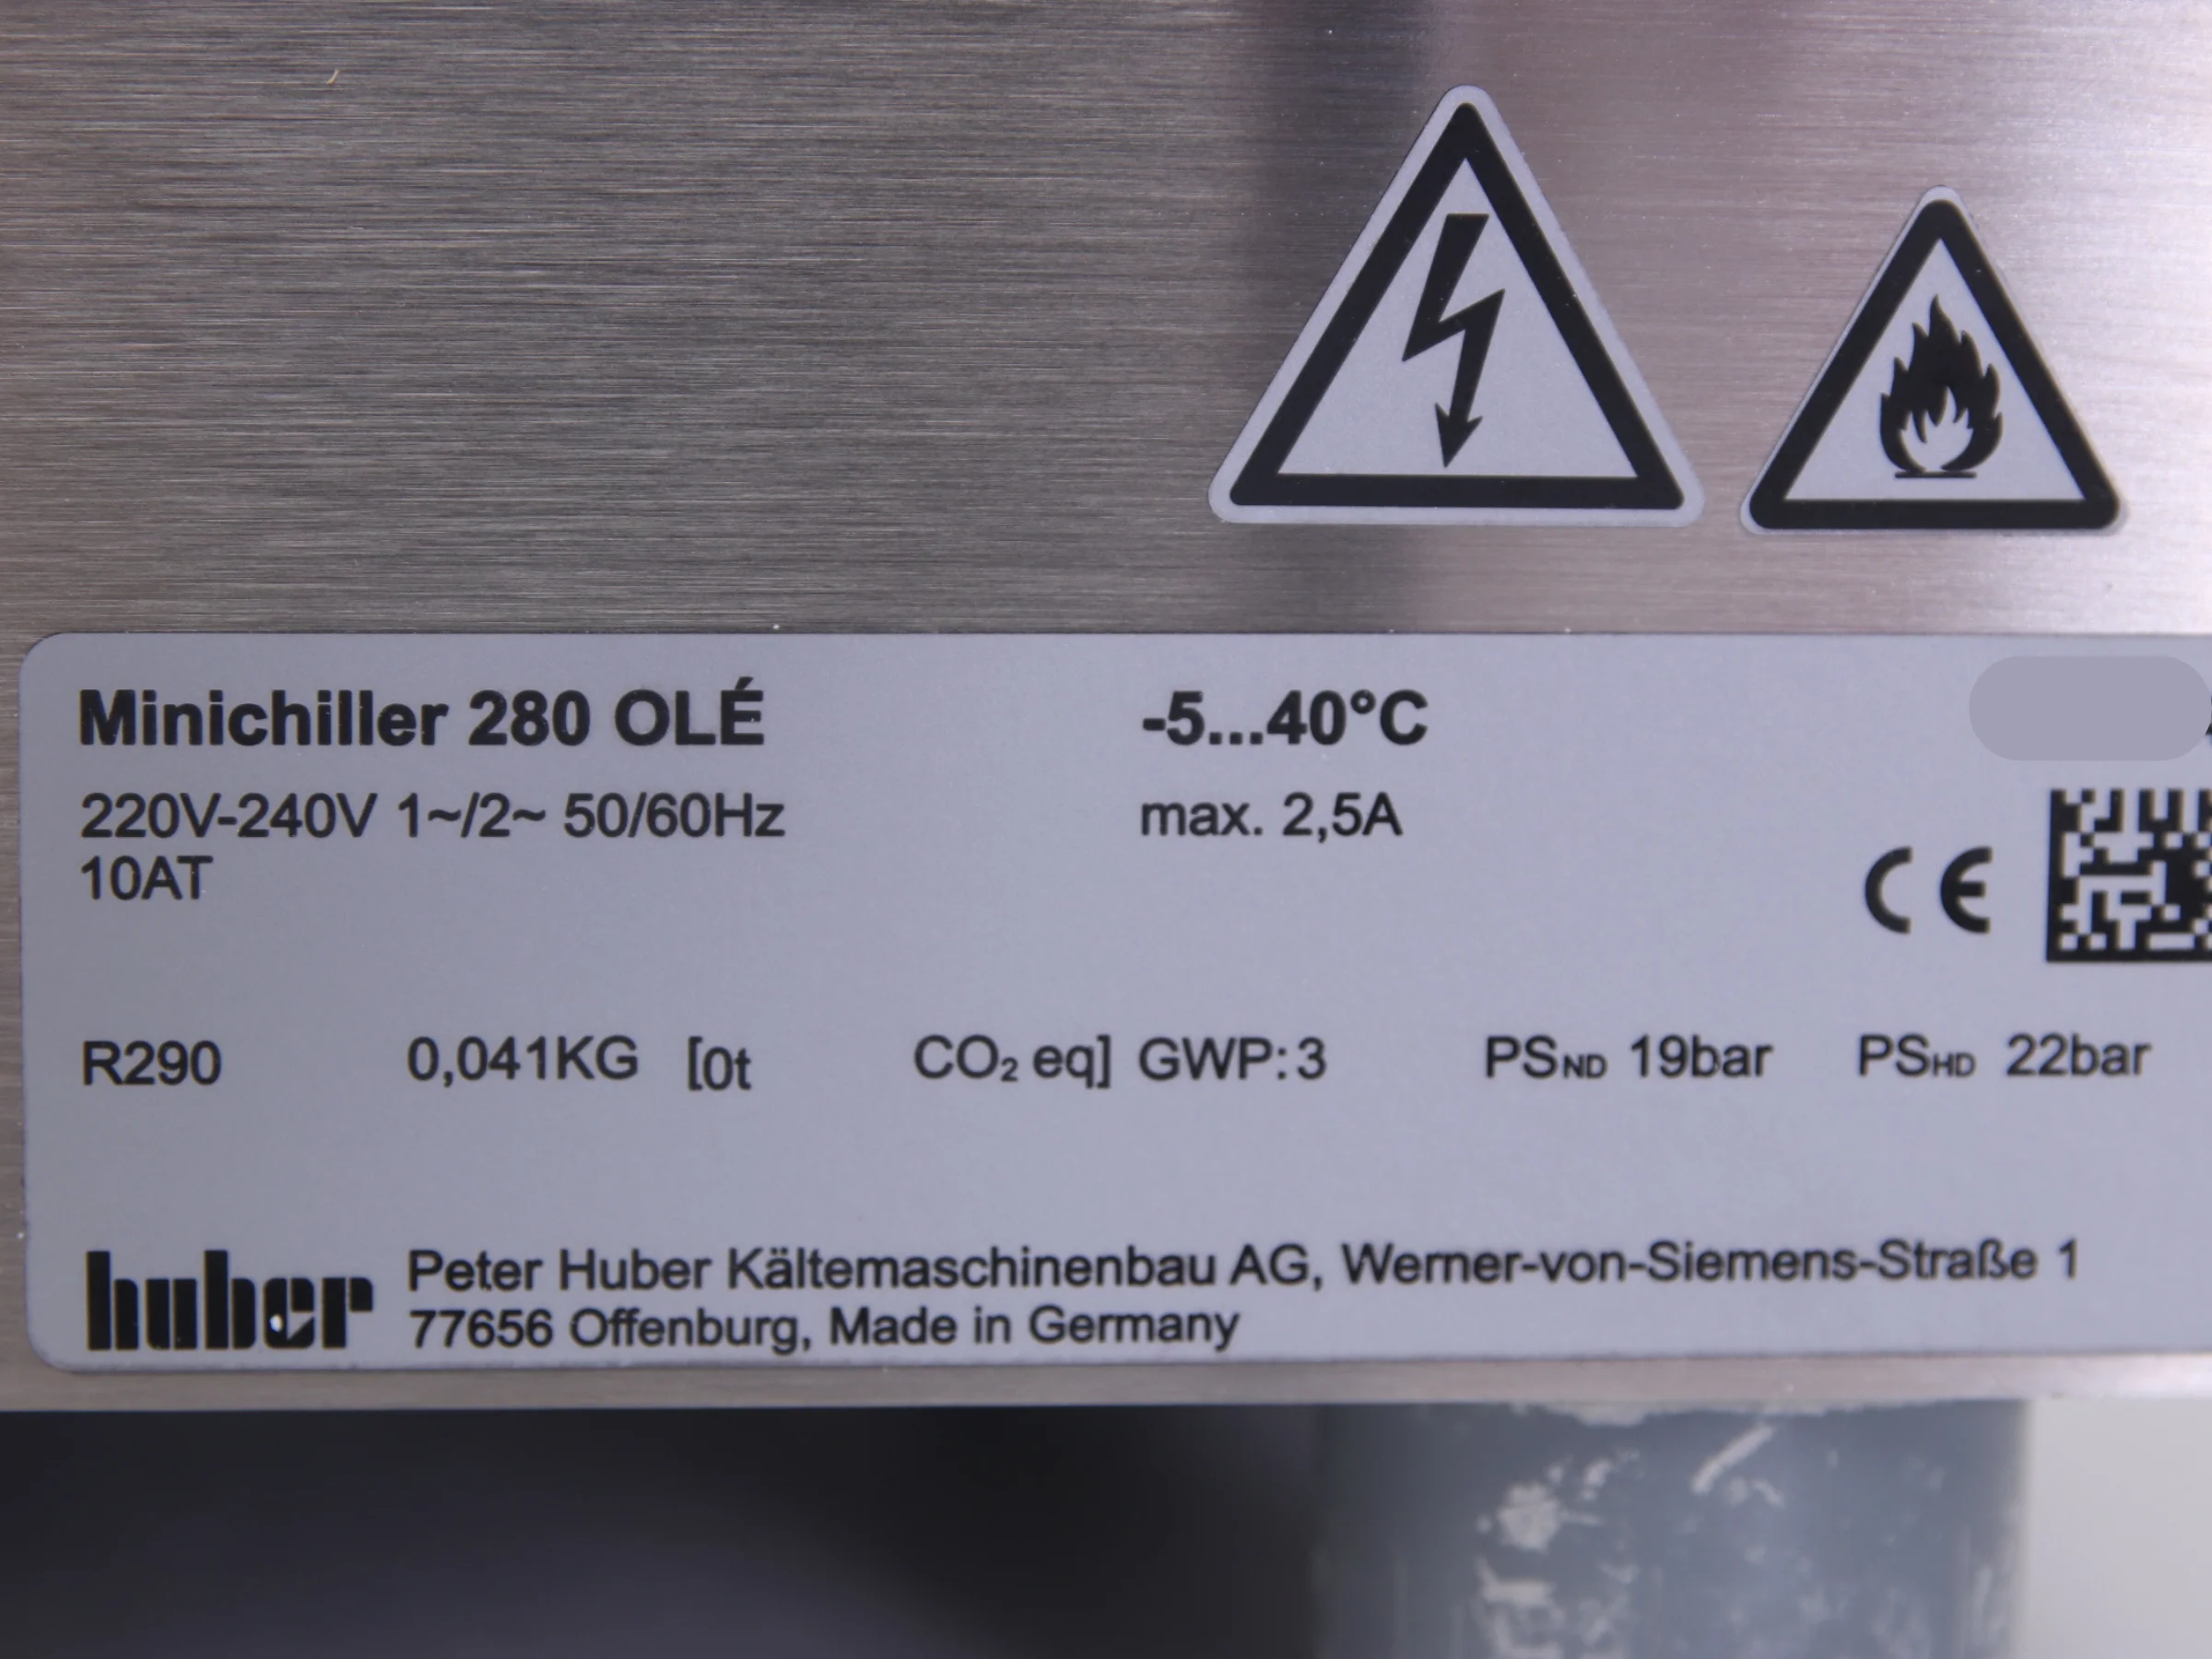 Minichiller 280 OLÉ -5...40°C
220V-240V 1~/2~ 50/60Hz max. 2,5A
10AT
CE
R290 0,041KG [0t CO₂ eq] GWP: 3 PSND 19bar PSHD 22bar
huber Peter Huber Kältemaschinenbau AG, Werner-von-Siemens-Straße 1
77656 Offenburg, Made in Germany